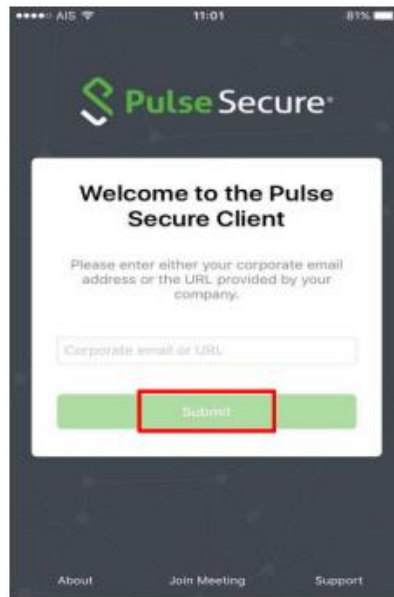 AIS 11:01 81%
Pulse Secure
Welcome to the Pulse
Secure Client
Please enter either your corporate email
address or the URL provided by your
company.
Corporate email or URL
Submit
About Join Meeting Support